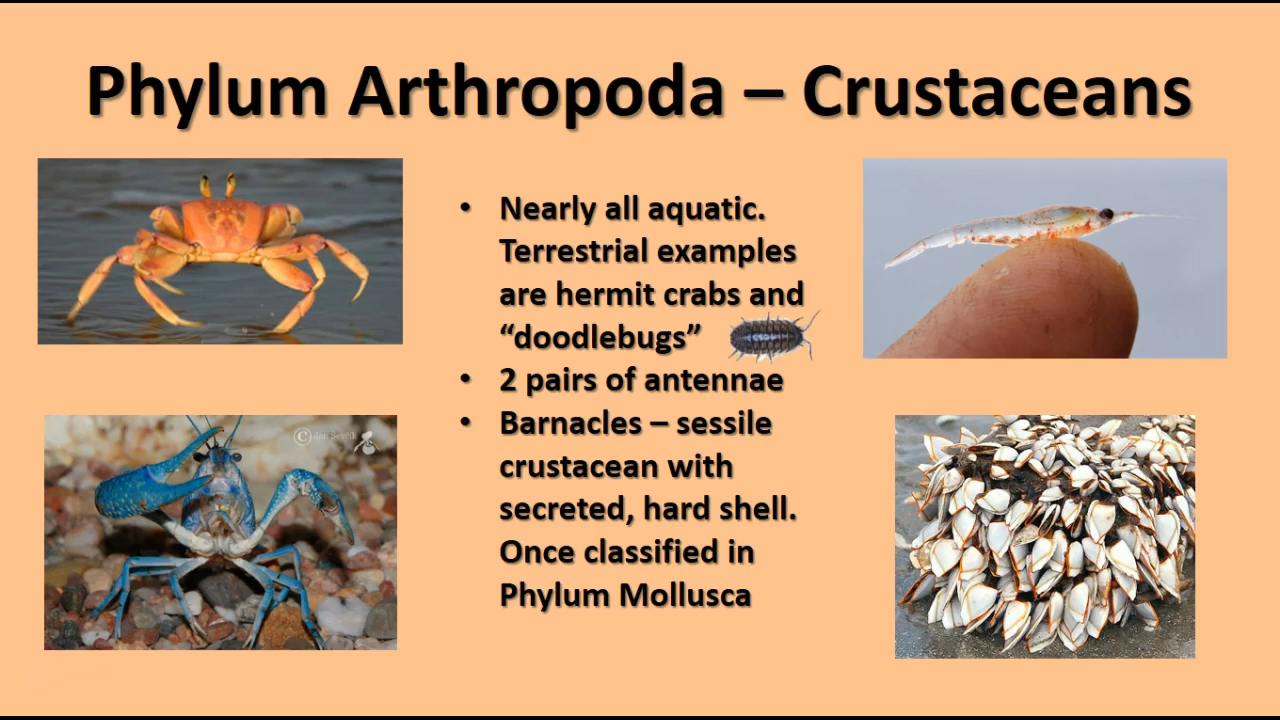 Phylum Arthropoda – Crustaceans
• Nearly all aquatic.
Terrestrial examples
are hermit crabs and
“doodlebugs”
• 2 pairs of antennae
• Barnacles – sessile
crustacean with
secreted, hard shell.
Once classified in
Phylum Mollusca